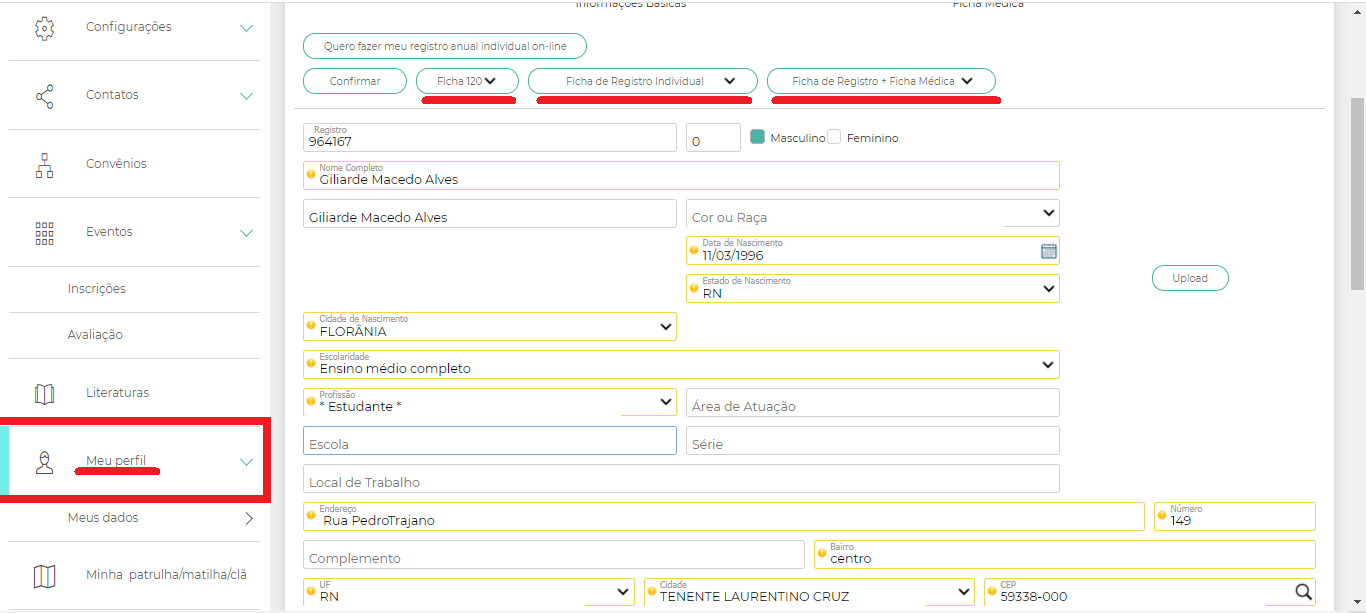 Informações Básicas
Ficha Médica
Configurações
Quero fazer meu registro anual individual on-line
Confirmar
Ficha 120
Ficha de Registro Individual
Ficha de Registro + Ficha Médica
Contatos
Registro
964167
0
Masculino
Feminino
Convênios
Nome Completo
Giliarde Macedo Alves
Giliarde Macedo Alves
Cor ou Raça
Eventos
Data de Nascimento
11/03/1996
Estado de Nascimento
RN
Upload
Inscrições
Cidade de Nascimento
FLORÂNIA
Avaliação
Escolaridade
Ensino médio completo
Literaturas
Profissão
* Estudante *
Área de Atuação
Escola
Série
Meu perfil
Local de Trabalho
Meus dados
Endereço
Rua PedroTrajano
Número
149
Complemento
Bairro
centro
Minha patrulha/matilha/clã
UF
RN
Cidade
TENENTE LAURENTINO CRUZ
CEP
59338-000